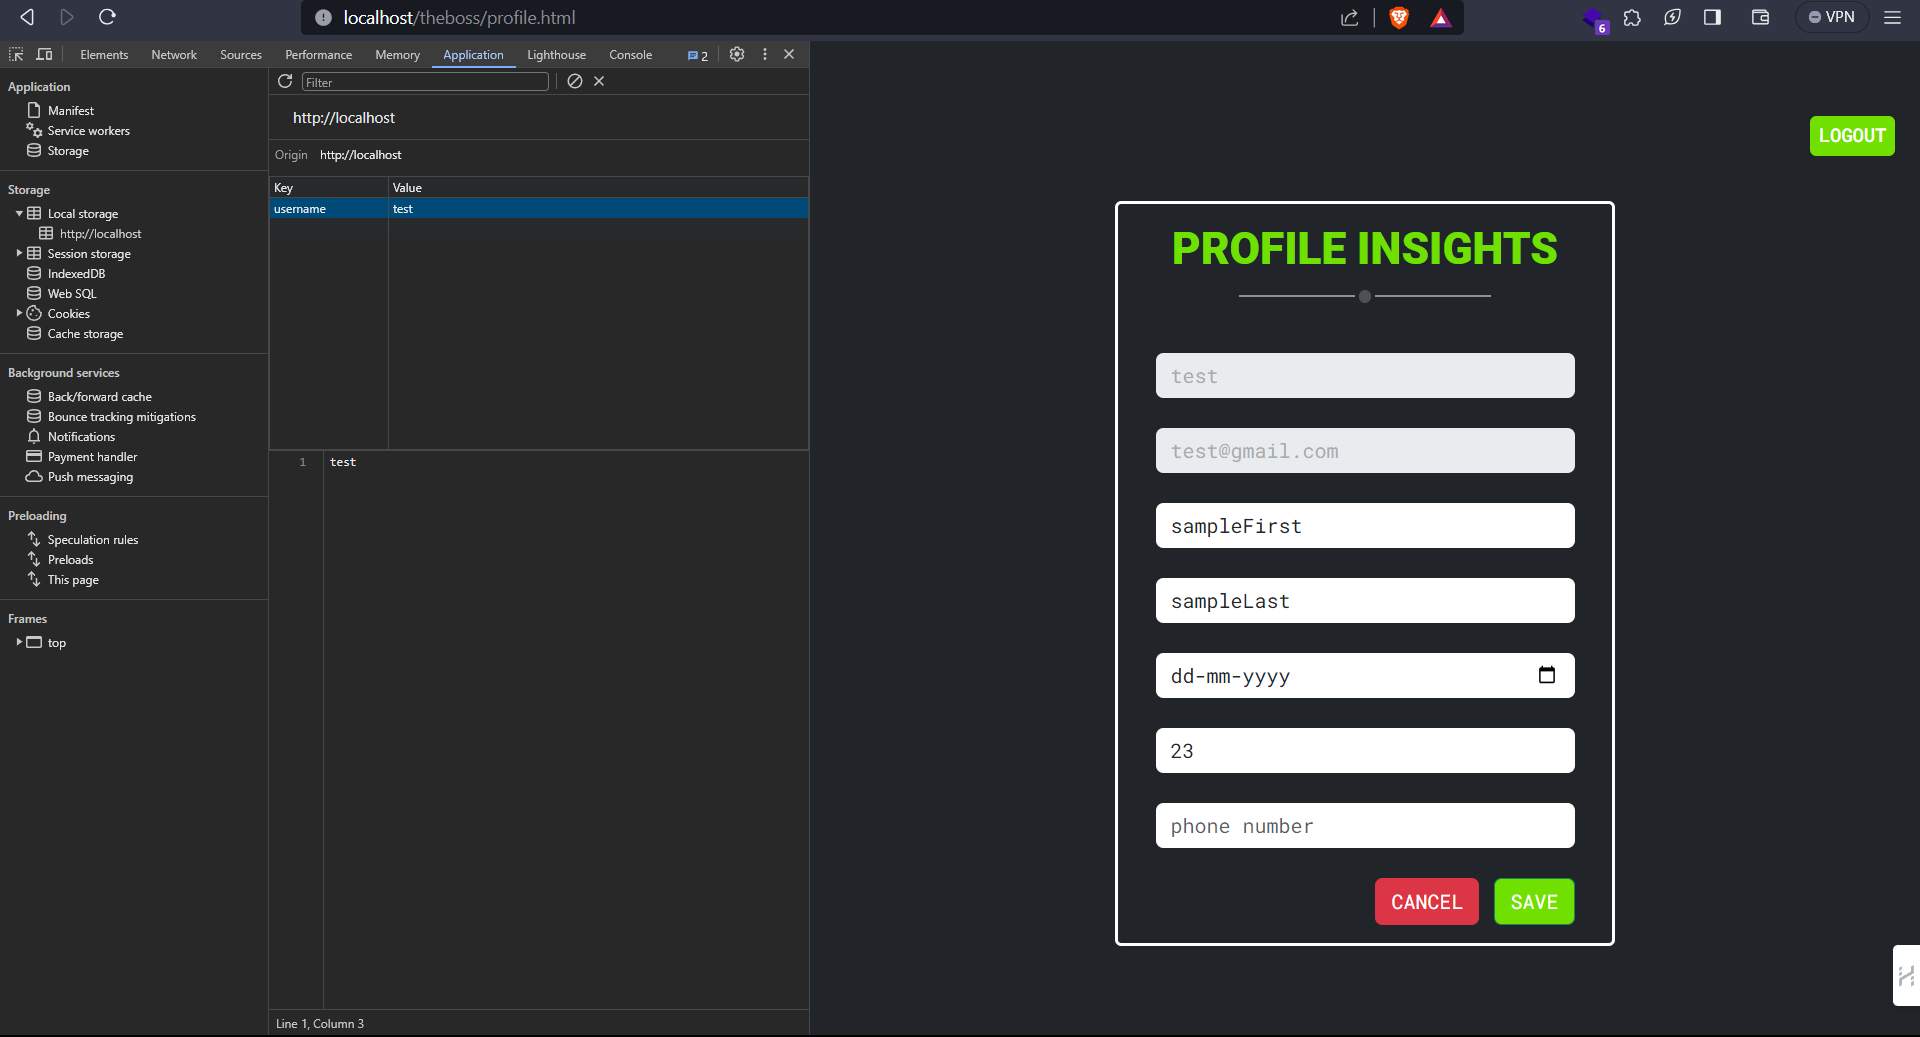 localhost/theboss/profile.html
6
VPN
Elements Network Sources Performance Memory Application Lighthouse Console 2
Application
Manifest
Service workers
Storage
Storage
Local storage
http://localhost
Session storage
IndexedDB
Web SQL
Cookies
Cache storage
Background services
Back/forward cache
Bounce tracking mitigations
Notifications
Payment handler
Push messaging
Preloading
Speculation rules
Preloads
This page
Frames
top
Filter
http://localhost
Origin http://localhost
Key Value
username test
1 test
Line 1, Column 3
LOGOUT
PROFILE INSIGHTS
test
test@gmail.com
sampleFirst
sampleLast
dd-mm-yyyy
23
phone number
CANCEL SAVE